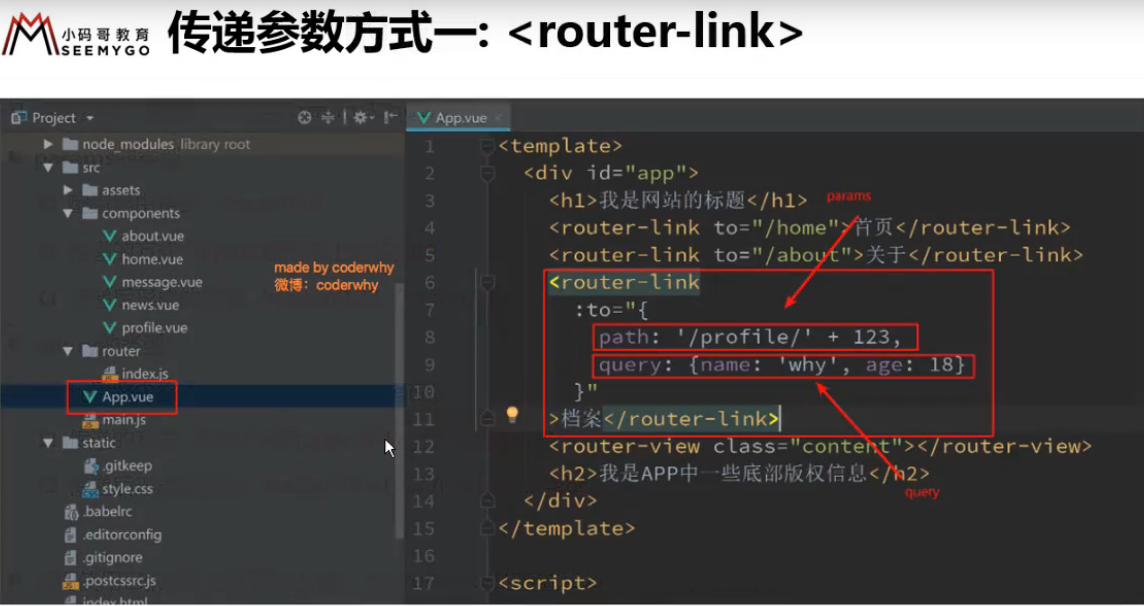 小码哥教育
SEEMYGO
传递参数方式一: <router-link>
Project
node_modules library root
src
assets
components
about.vue
home.vue
message.vue
news.vue
profile.vue
router
index.js
App.vue
main.js
static
.gitkeep
style.css
.babelrc
.editorconfig
.gitignore
.postcssrc.js
index.html
made by coderwhy
微博：coderwhy
App.vue
1 <template>
2 <div id="app">
3 <h1>我是网站的标题</h1>
params
4 <router-link to="/home">首页</router-link>
5 <router-link to="/about">关于</router-link>
6 <router-link
7 :to="{
8 path: '/profile/' + 123,
9 query: {name: 'why', age: 18}
10 }"
11 >档案</router-link>
12 <router-view class="content"></router-view>
13 <h2>我是APP中一些底部版权信息</h2>
query
14 </div>
15 </template>
16
17 <script>